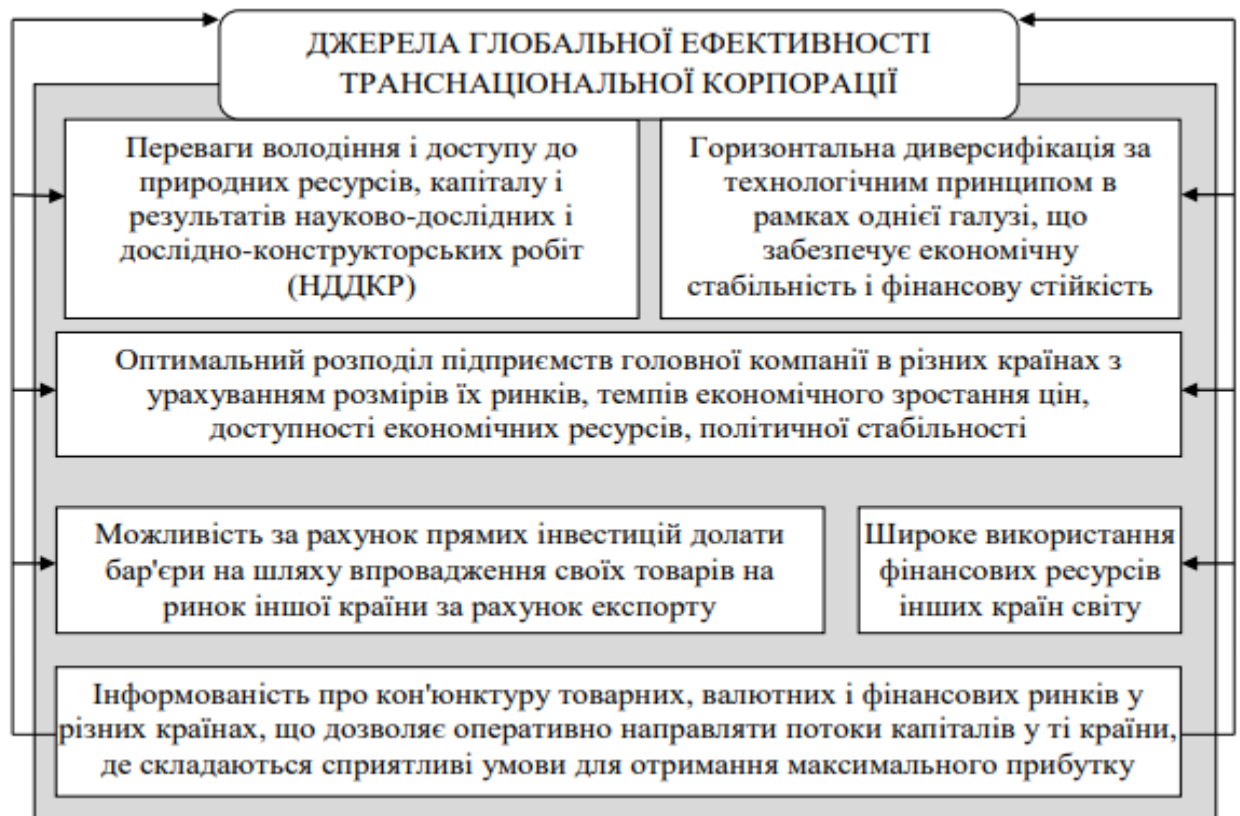 ДЖЕРЕЛА ГЛОБАЛЬНОЇ ЕФЕКТИВНОСТІ
ТРАНСНАЦІОНАЛЬНОЇ КОРПОРАЦІЇ
Переваги володіння і доступу до
природних ресурсів, капіталу і
результатів науково-дослідних і
дослідно-конструкторських робіт
(НДДКР)
Горизонтальна диверсифікація за
технологічним принципом в
рамках однієї галузі, що
забезпечує економічну
стабільність і фінансову стійкість
Оптимальний розподіл підприємств головної компанії в різних країнах з
урахуванням розмірів їх ринків, темпів економічного зростання цін,
доступності економічних ресурсів, політичної стабільності
Можливість за рахунок прямих інвестицій долати
бар'єри на шляху впровадження своїх товарів на
ринок іншої країни за рахунок експорту
Широке використання
фінансових ресурсів
інших країн світу
Інформованість про кон'юнктуру товарних, валютних і фінансових ринків у
різних країнах, що дозволяє оперативно направляти потоки капіталів у ті країни,
де складаються сприятливі умови для отримання максимального прибутку